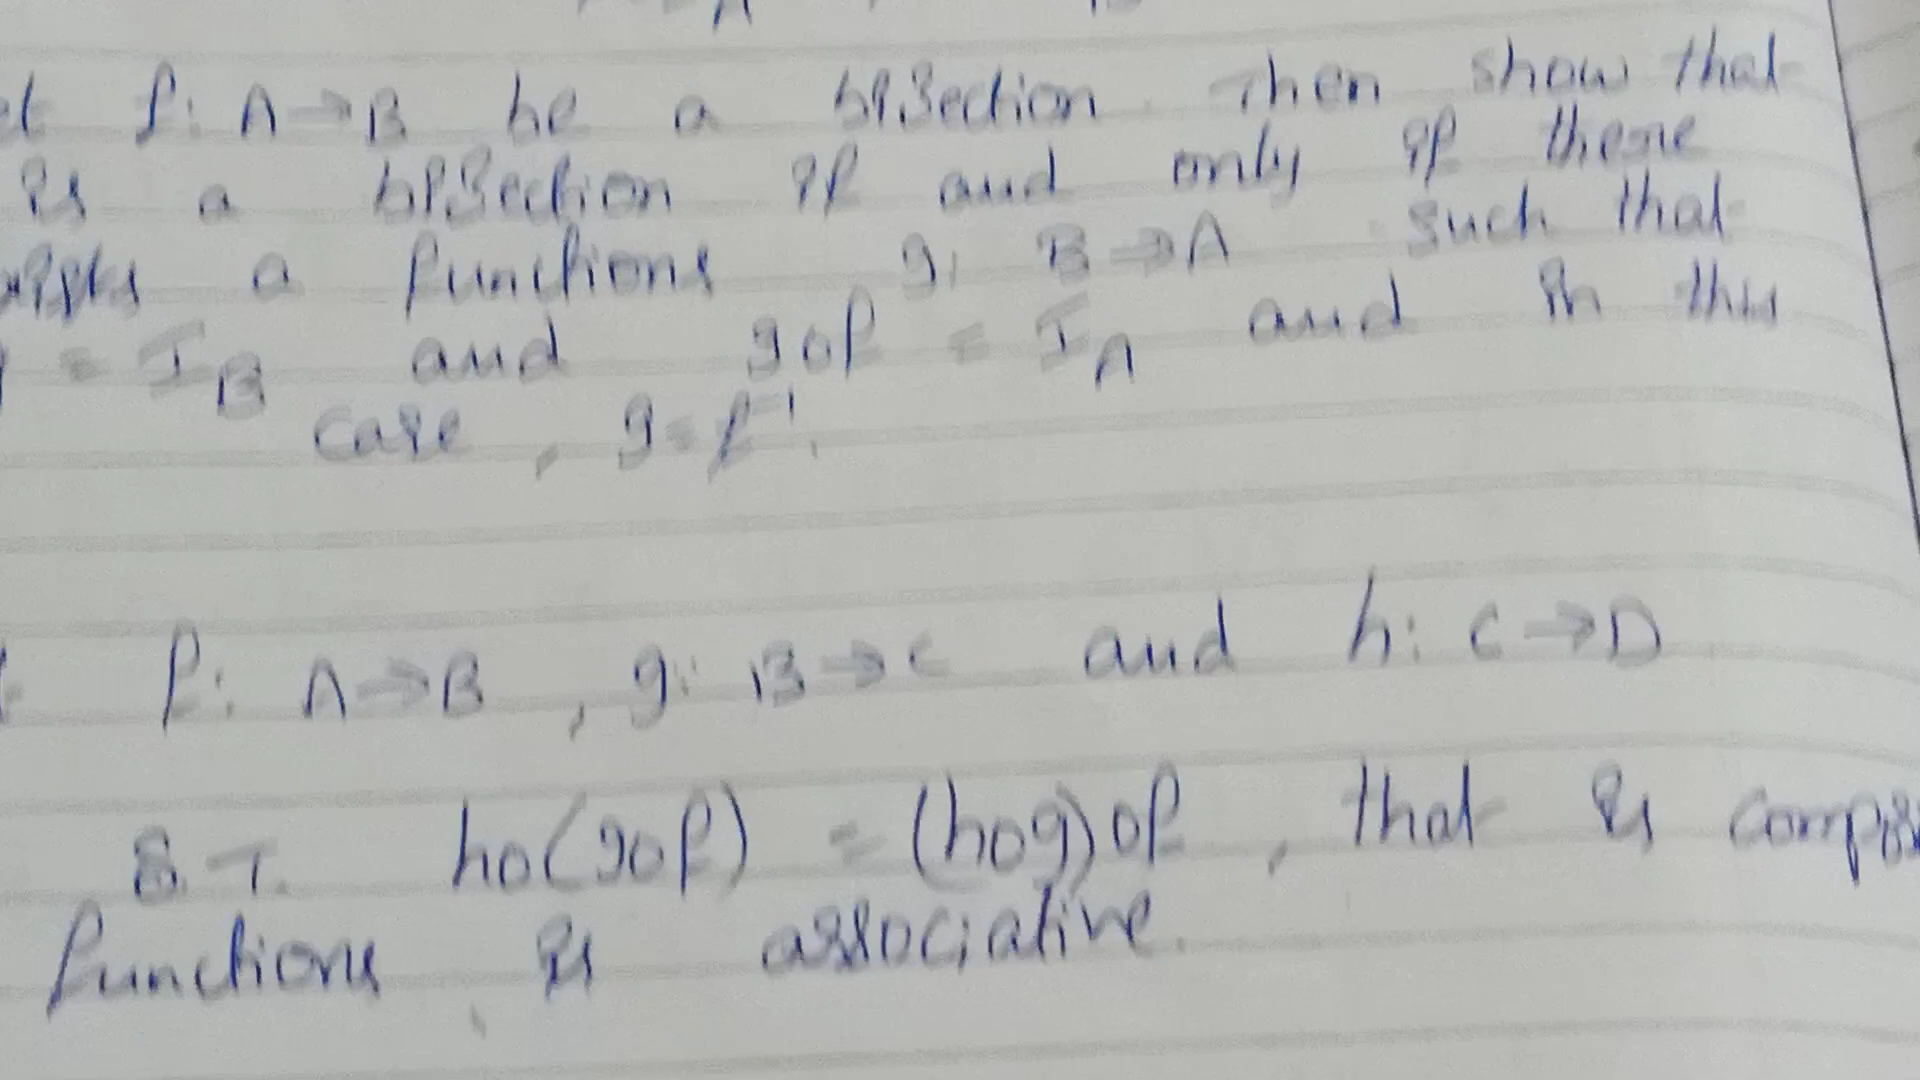 f: A→B be a bijection. Then show that
is a bijection if and only if there
a functions g: B→A such that
= I_B and gof = I_A and in this
case, g = f⁻¹.
f: A→B, g: B→C and h: C→D
S.T. ho(gof) = (hog)of, that is
functions is associative.